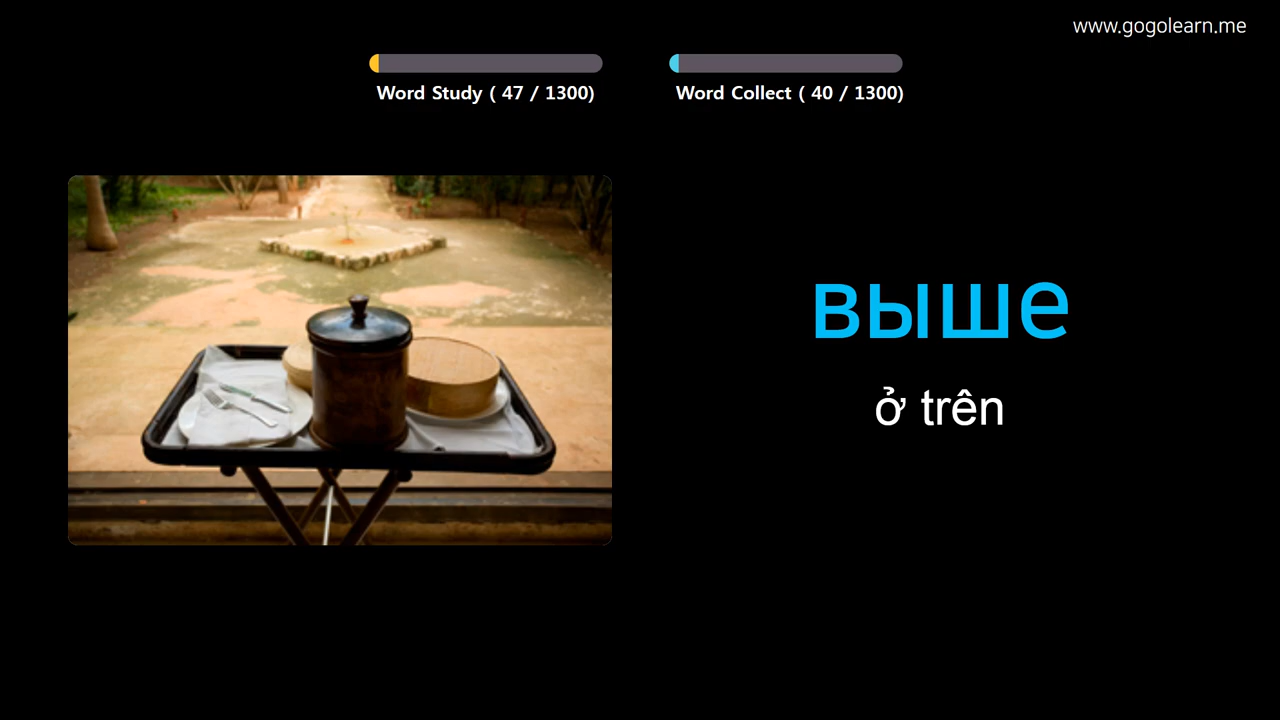 www.gogolearn.me
Word Study ( 47 / 1300)
Word Collect ( 40 / 1300)
выше
ở trên